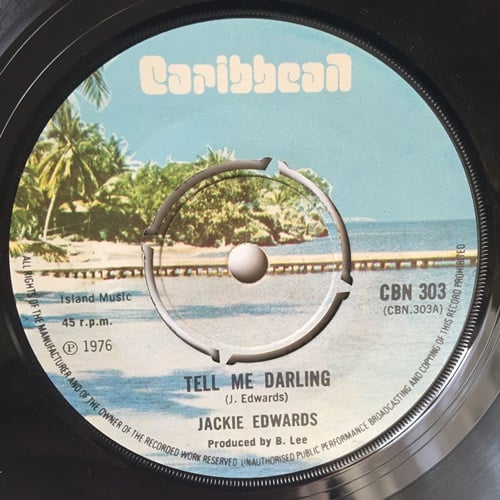 Caribbean
Island Music
45 r.p.m.
Ⓟ 1976
CBN 303
(CBN.303A)
TELL ME DARLING
(J. Edwards)
JACKIE EDWARDS
Produced by B. Lee
ALL RIGHTS OF THE MANUFACTURER AND OF THE OWNER OF THE RECORDED WORK RESERVED UNAUTHORISED PUBLIC PERFORMANCE BROADCASTING AND COPYING OF THIS RECORD PROHIBITED